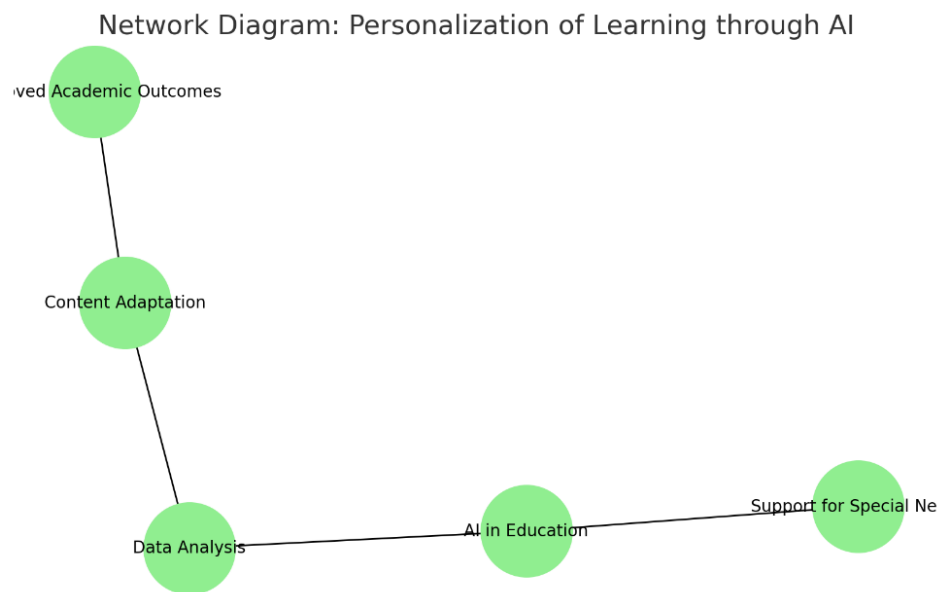 Network Diagram: Personalization of Learning through AI
oved Academic Outcomes
Content Adaptation
Support for Special Ne
AI in Education
Data Analysis